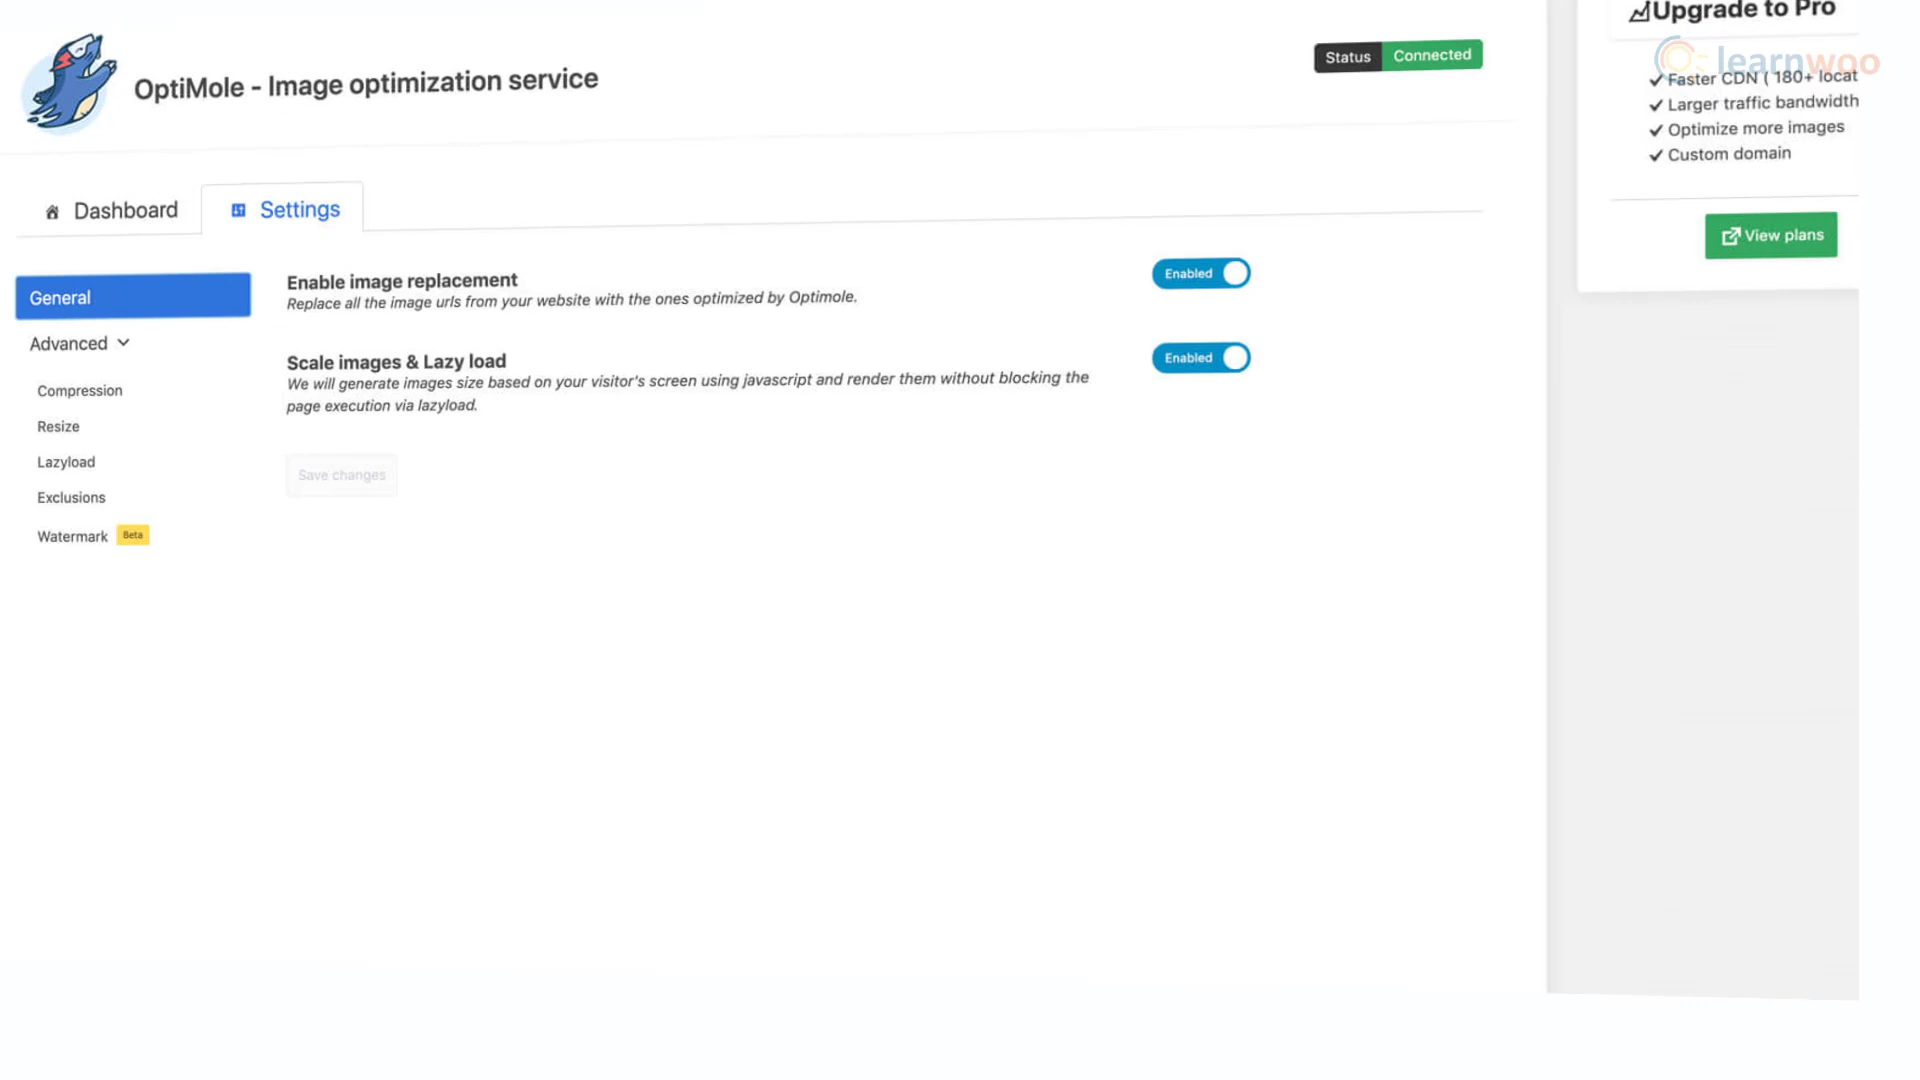 OptiMole - Image optimization service
Status Connected
Dashboard
Settings
General
Advanced
Compression
Resize
Lazyload
Exclusions
Watermark Beta
Enable image replacement
Replace all the image urls from your website with the ones optimized by Optimole.
Enabled
Scale images & Lazy load
We will generate images size based on your visitor's screen using javascript and render them without blocking the
page execution via lazyload.
Enabled
Save changes
Upgrade to Pro
learnwoo
Faster CDN ( 180+ locat
Larger traffic bandwidth
Optimize more images
Custom domain
View plans